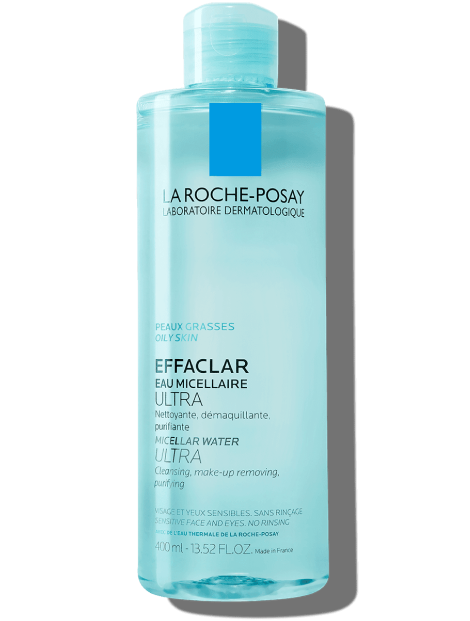 LA ROCHE-POSAY
LABORATOIRE DERMATOLOGIQUE
PEAUX GRASSES
OILY SKIN
EFFACLAR
EAU MICELLAIRE
ULTRA
Nettoyante, démaquillante,
purifiante
MICELLAR WATER
ULTRA
Cleansing, make-up removing,
purifying
VISAGE ET YEUX SENSIBLES. SANS RINÇAGE
SENSITIVE FACE AND EYES. NO RINSING
AVEC DE L'EAU THERMALE DE LA ROCHE-POSAY
400 ml - 13.52 FL.OZ. Made in France